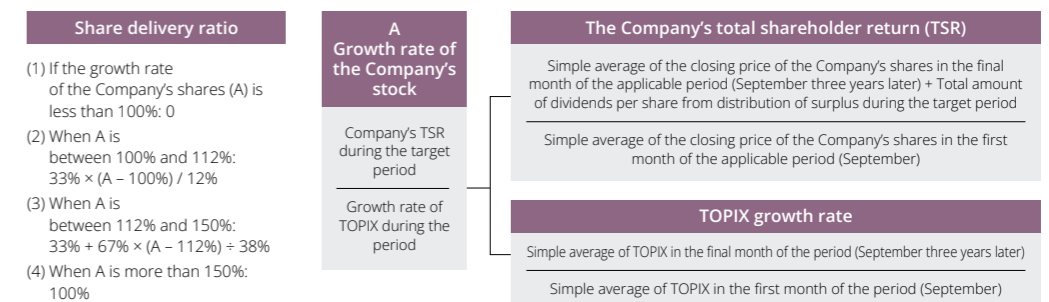 Share delivery ratio
(1) If the growth rate
of the Company’s shares (A) is
less than 100%: 0
(2) When A is
between 100% and 112%:
33% × (A – 100%) / 12%
(3) When A is
between 112% and 150%:
33% + 67% × (A – 112%) ÷ 38%
(4) When A is more than 150%:
100%
A
Growth rate of
the Company’s
stock
Company’s TSR
during the target
period
Growth rate of
TOPIX during the
period
The Company’s total shareholder return (TSR)
Simple average of the closing price of the Company’s shares in the final
month of the applicable period (September three years later) + Total amount
of dividends per share from distribution of surplus during the target period
Simple average of the closing price of the Company’s shares in the first
month of the applicable period (September)
TOPIX growth rate
Simple average of TOPIX in the final month of the period (September three years later)
Simple average of TOPIX in the first month of the period (September)